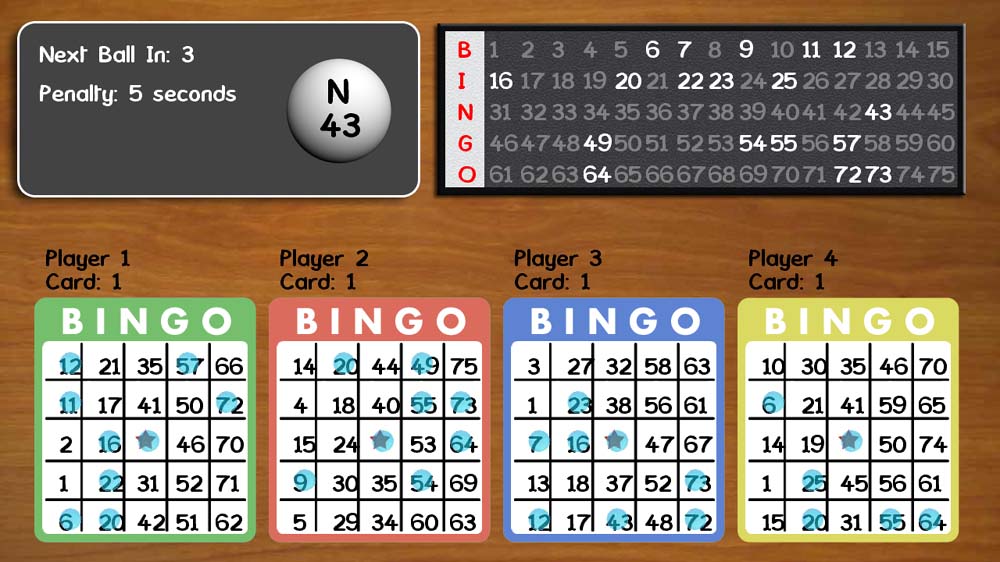 Next Ball In: 3
Penalty: 5 seconds
N
43
B 1 2 3 4 5 6 7 8 9 10 11 12 13 14 15
I 16 17 18 19 20 21 22 23 24 25 26 27 28 29 30
N 31 32 33 34 35 36 37 38 39 40 41 42 43 44 45
G 46 47 48 49 50 51 52 53 54 55 56 57 58 59 60
O 61 62 63 64 65 66 67 68 69 70 71 72 73 74 75
Player 1
Card: 1
BINGO
12 21 35 57 66
11 17 41 50 72
2 16 46 70
1 22 31 52 71
6 20 42 51 62
Player 2
Card: 1
BINGO
14 20 44 49 75
4 18 40 55 73
15 24 53 64
9 30 35 54 69
5 29 34 60 63
Player 3
Card: 1
BINGO
3 27 32 58 63
1 23 38 56 61
7 16 47 67
13 18 37 52 73
12 17 43 48 72
Player 4
Card: 1
BINGO
10 30 35 46 70
6 21 41 59 65
14 19 50 74
1 25 45 56 61
15 20 31 55 64